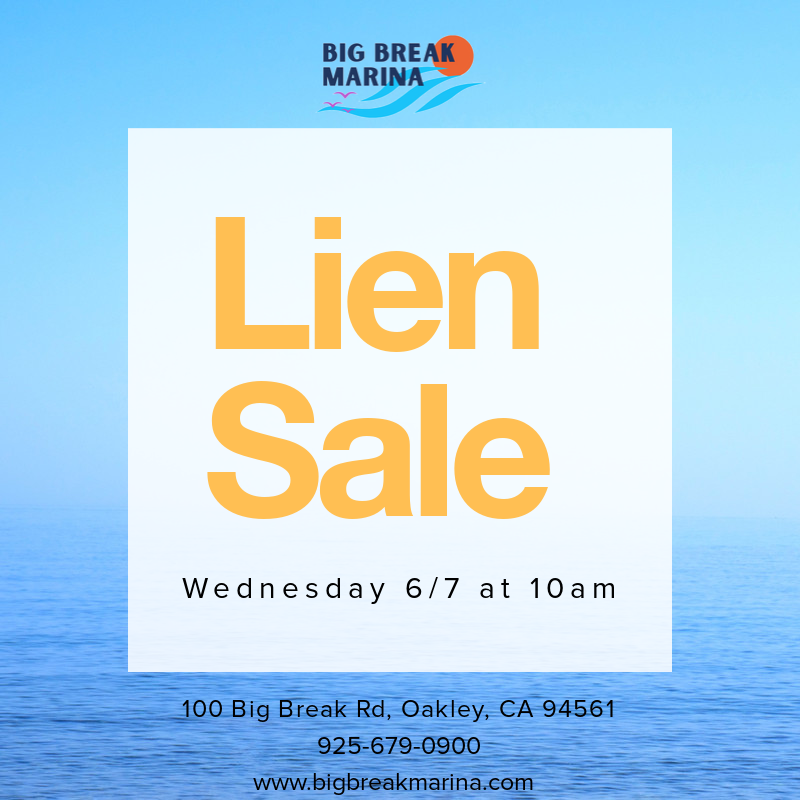 BIG BREAK
MARINA
Lien
Sale
Wednesday 6/7 at 10am
100 Big Break Rd, Oakley, CA 94561
925-679-0900
www.bigbreakmarina.com